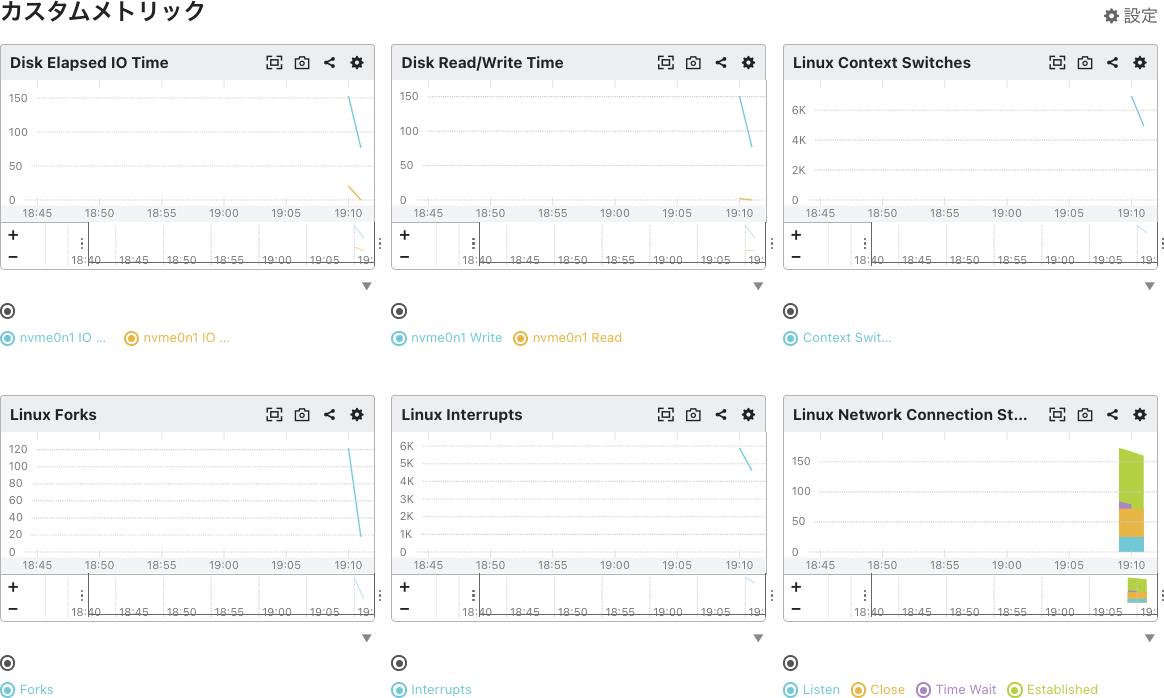 カスタムメトリック
設定
Disk Elapsed IO Time
150
100
50
0
18:45 18:50 18:55 19:00 19:05 19:10
+
−
18:40 18:45 18:50 18:55 19:00 19:05 19:
nvme0n1 IO ... nvme0n1 IO ...
Disk Read/Write Time
150
100
50
0
18:45 18:50 18:55 19:00 19:05 19:10
+
−
18:40 18:45 18:50 18:55 19:00 19:05 19:
nvme0n1 Write nvme0n1 Read
Linux Context Switches
6K
4K
2K
0
18:45 18:50 18:55 19:00 19:05 19:10
+
−
18:40 18:45 18:50 18:55 19:00 19:05 19:
Context Swit...
Linux Forks
120
100
80
60
40
20
0
18:45 18:50 18:55 19:00 19:05 19:10
+
−
18:40 18:45 18:50 18:55 19:00 19:05 19:
Forks
Linux Interrupts
6K
5K
4K
3K
2K
1K
0
18:45 18:50 18:55 19:00 19:05 19:10
+
−
18:40 18:45 18:50 18:55 19:00 19:05 19:
Interrupts
Linux Network Connection St...
150
100
50
0
18:45 18:50 18:55 19:00 19:05 19:10
+
−
18:40 18:45 18:50 18:55 19:00 19:05 19:
Listen Close Time Wait Established